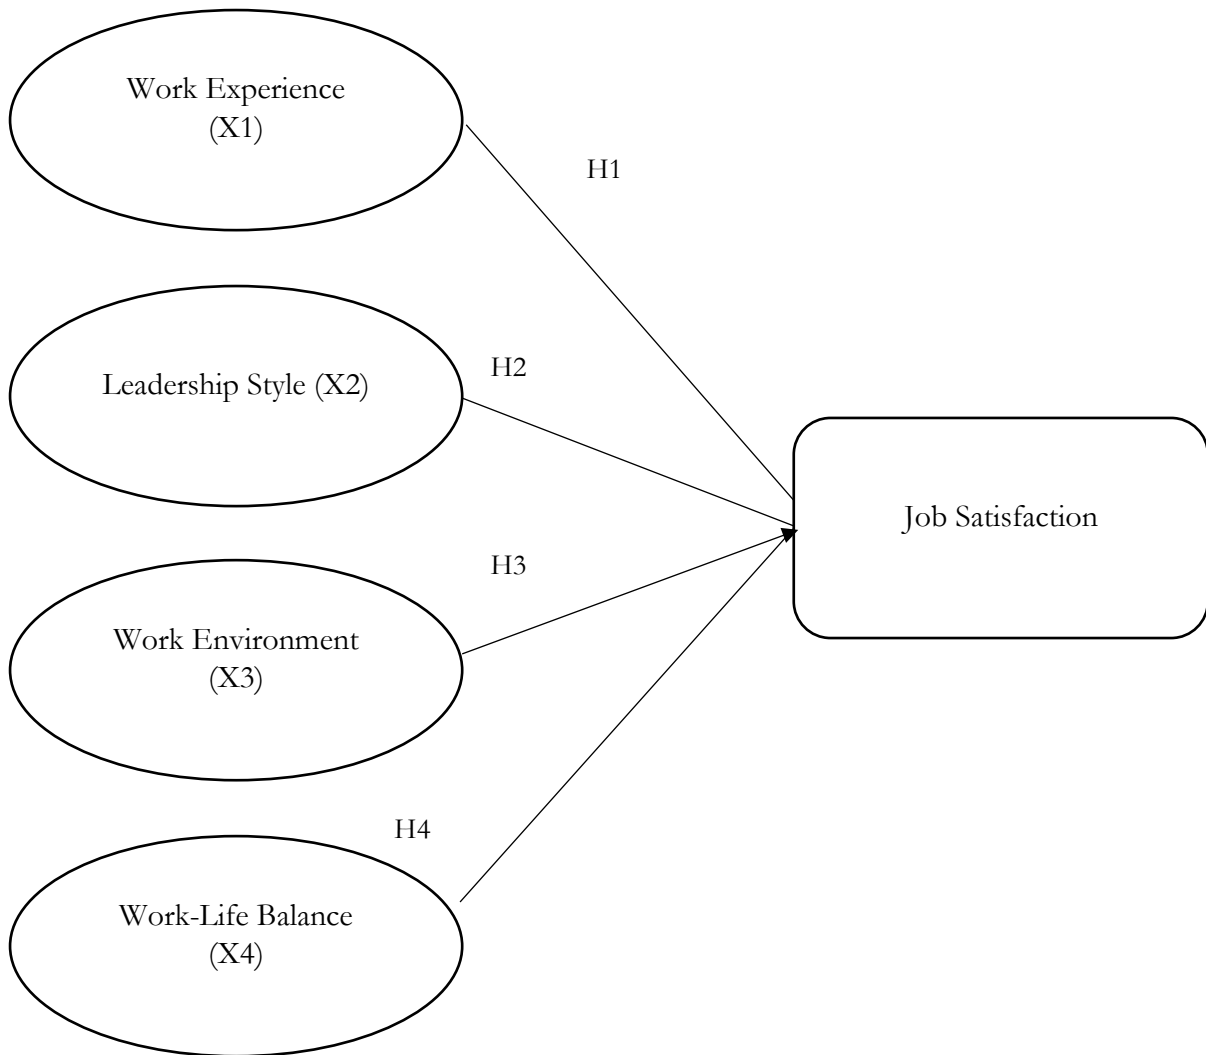 Work Experience
(X1)
H1
Leadership Style (X2)
H2
Job Satisfaction
H3
Work Environment
(X3)
H4
Work-Life Balance
(X4)